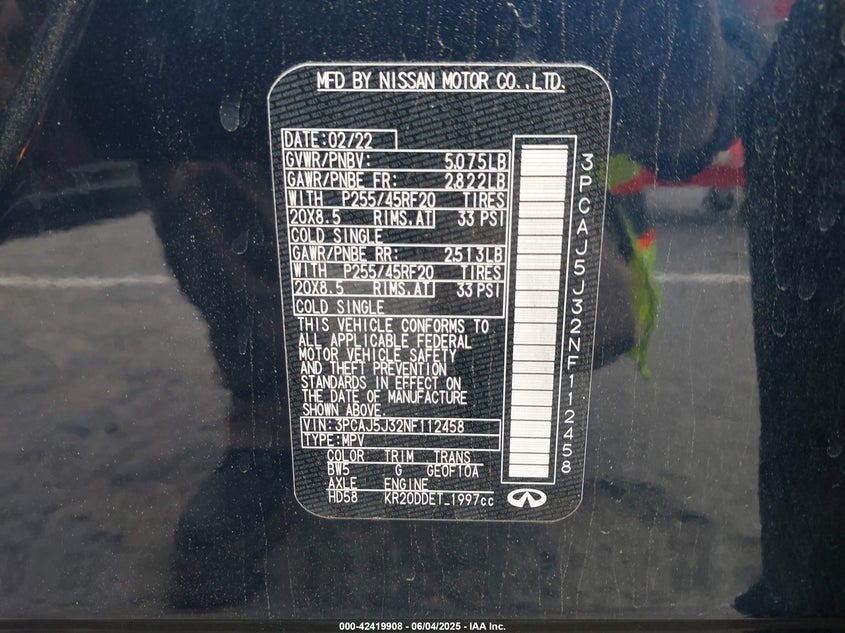 MFD BY NISSAN MOTOR CO.,LTD.
DATE:02/22
GVWR/PNBV: 5,075LB
GAWR/PNBE FR: 2,822LB
WITH P255/45RF20 TIRES
20X8.5 RIMS,AT 33 PSI
COLD SINGLE
GAWR/PNBE RR: 2,513LB
WITH P255/45RF20 TIRES
20X8.5 RIMS,AT 33 PSI
COLD SINGLE
THIS VEHICLE CONFORMS TO
ALL APPLICABLE FEDERAL
MOTOR VEHICLE SAFETY
AND THEFT PREVENTION
STANDARDS IN EFFECT ON
THE DATE OF MANUFACTURE
SHOWN ABOVE.
VIN:3PCAJ5J32NF112458
TYPE:MPV
COLOR TRIM TRANS
BW5 G GE0F10A
AXLE ENGINE
HD58 KR20DDET_1997cc
3PCAJ5J32NF112458
000-42419908 - 06/04/2025 - IAA Inc.